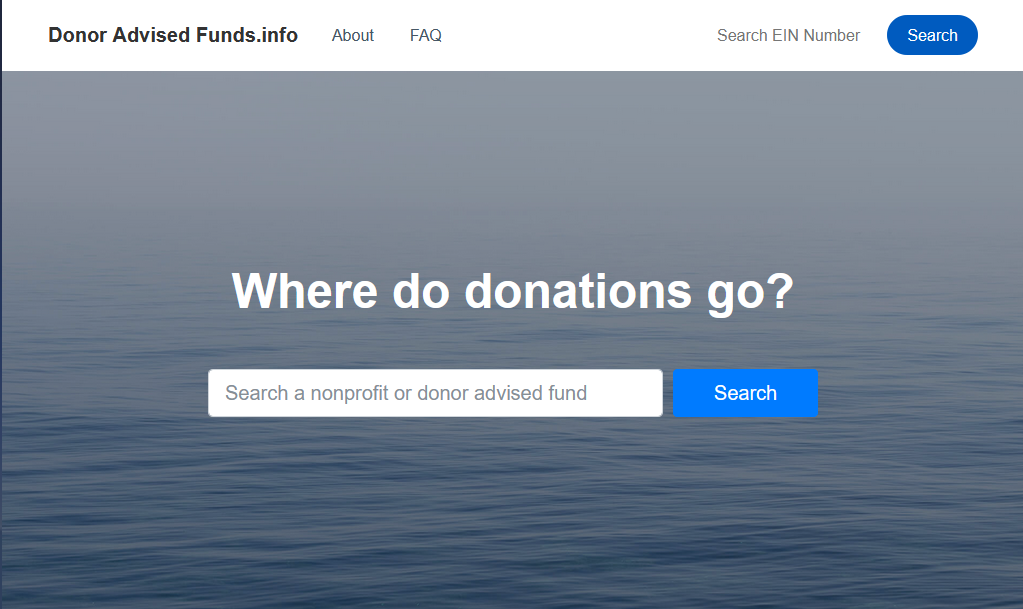 Donor Advised Funds.info About FAQ Search EIN Number Search
Where do donations go?
Search a nonprofit or donor advised fund Search